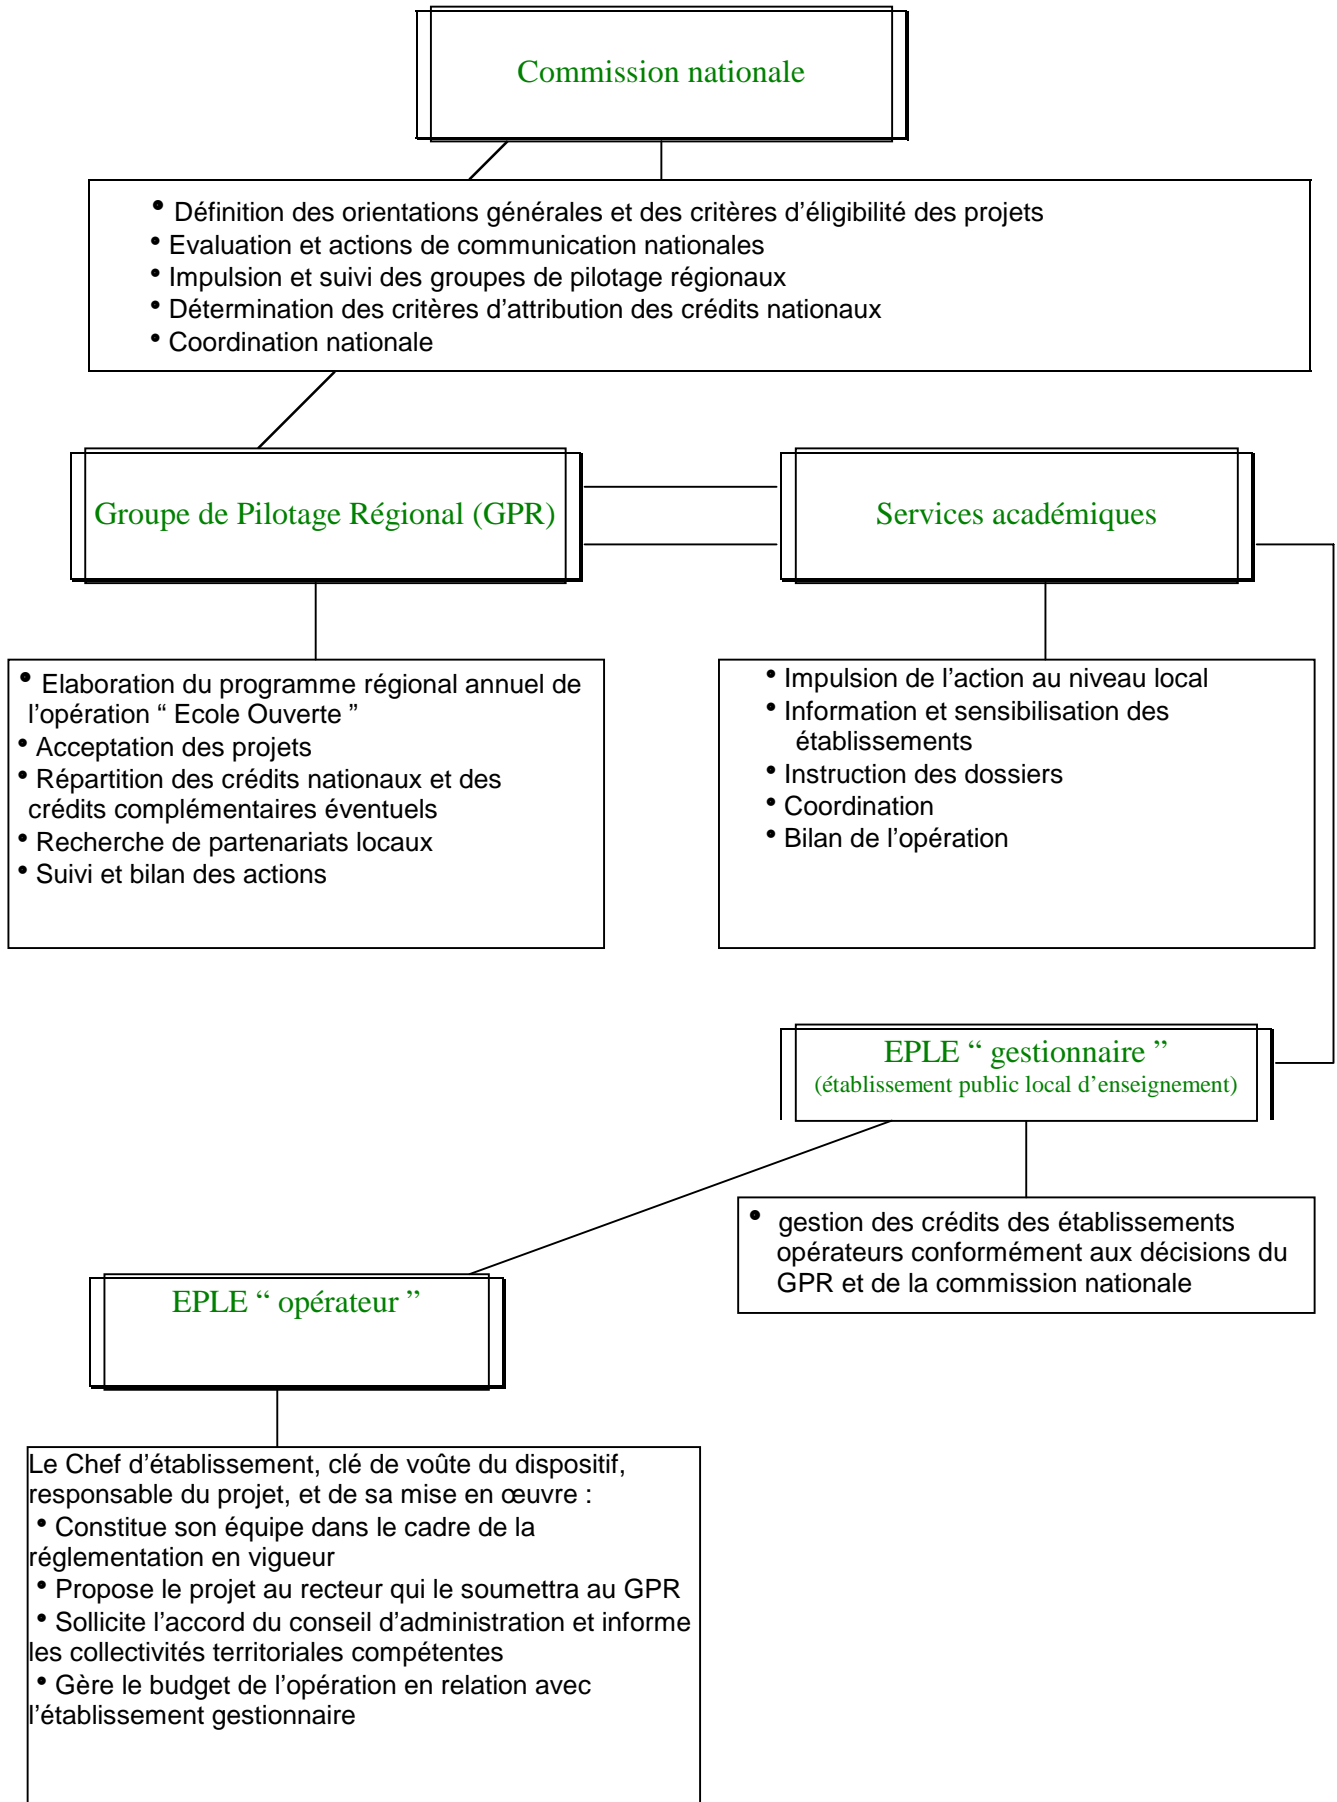 Commission nationale
• Définition des orientations générales et des critères d’éligibilité des projets
• Evaluation et actions de communication nationales
• Impulsion et suivi des groupes de pilotage régionaux
• Détermination des critères d’attribution des crédits nationaux
• Coordination nationale
Groupe de Pilotage Régional (GPR)
Services académiques
• Elaboration du programme régional annuel de
l’opération “ Ecole Ouverte ”
• Acceptation des projets
• Répartition des crédits nationaux et des
crédits complémentaires éventuels
• Recherche de partenariats locaux
• Suivi et bilan des actions
• Impulsion de l’action au niveau local
• Information et sensibilisation des
établissements
• Instruction des dossiers
• Coordination
• Bilan de l’opération
EPLE “ gestionnaire ”
(établissement public local d’enseignement)
• gestion des crédits des établissements
opérateurs conformément aux décisions du
GPR et de la commission nationale
EPLE “ opérateur ”
Le Chef d’établissement, clé de voûte du dispositif,
responsable du projet, et de sa mise en œuvre :
• Constitue son équipe dans le cadre de la
réglementation en vigueur
• Propose le projet au recteur qui le soumettra au GPR
• Sollicite l’accord du conseil d’administration et informe
les collectivités territoriales compétentes
• Gère le budget de l’opération en relation avec
l’établissement gestionnaire